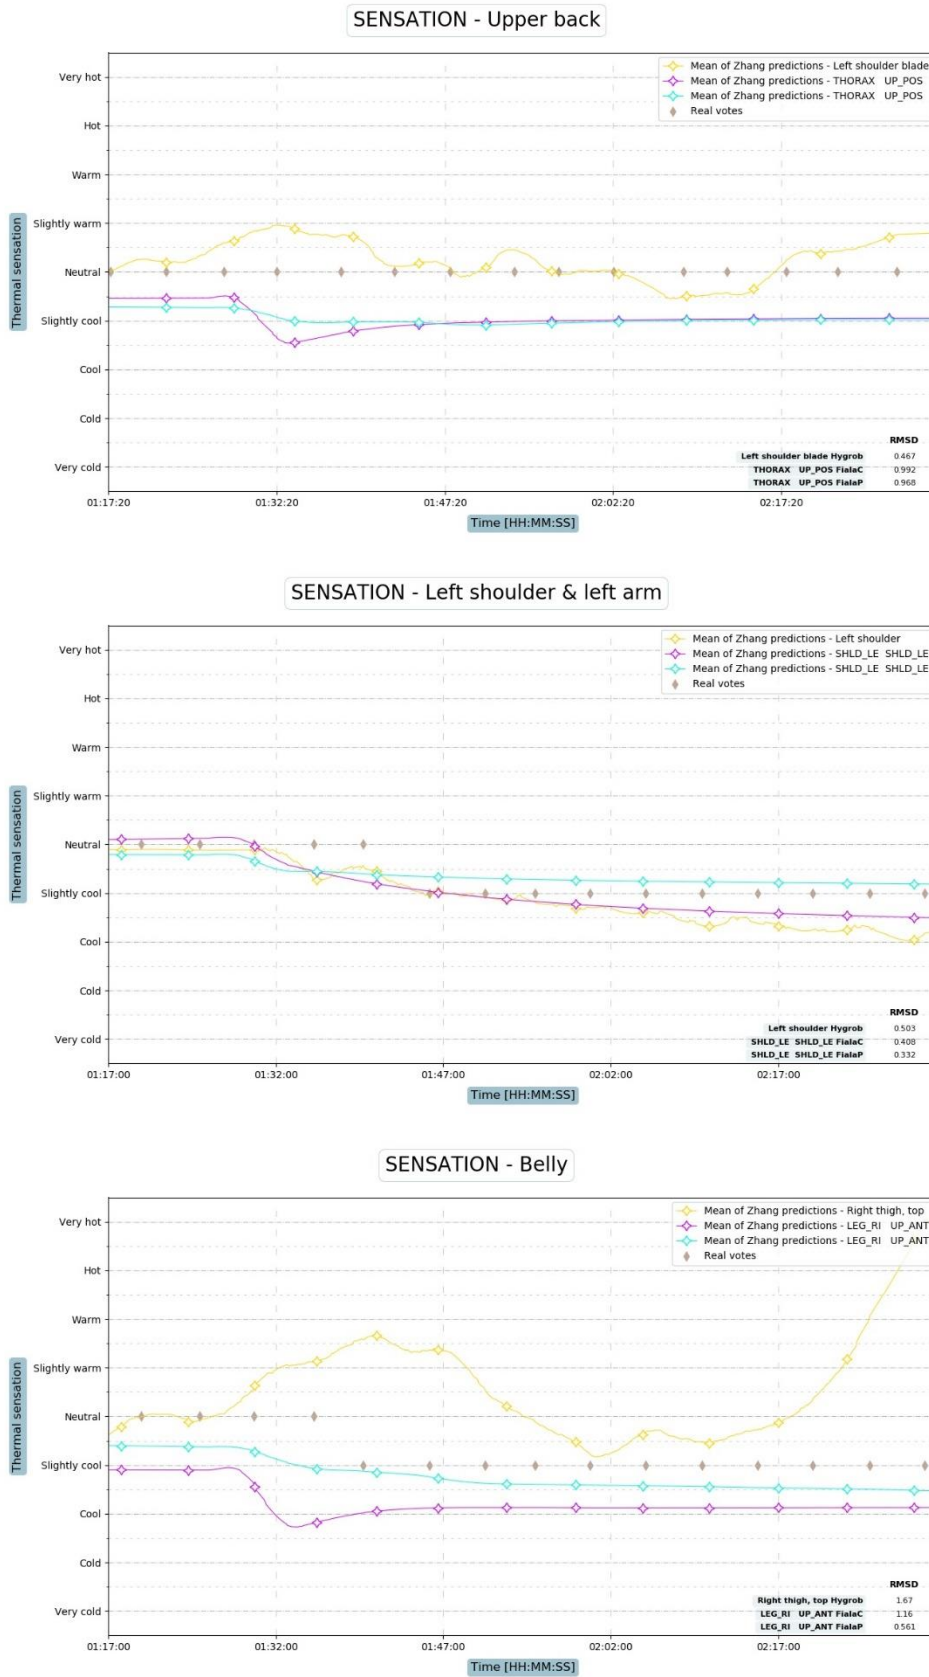 SENSATION - Upper back
Mean of Zhang predictions - Left shoulder blade
Mean of Zhang predictions - THORAX UP_POS
Mean of Zhang predictions - THORAX UP_POS
Real votes
Very hot
Hot
Warm
Slightly warm
Neutral
Slightly cool
Cool
Cold
Very cold
Thermal sensation
RMSD
Left shoulder blade Hygrob 0.467
THORAX UP_POS FialaC 0.992
THORAX UP_POS FialaP 0.968
01:17:20 01:32:20 01:47:20 02:02:20 02:17:20
Time [HH:MM:SS]
SENSATION - Left shoulder & left arm
Mean of Zhang predictions - Left shoulder
Mean of Zhang predictions - SHLD_LE SHLD_LE
Mean of Zhang predictions - SHLD_LE SHLD_LE
Real votes
Very hot
Hot
Warm
Slightly warm
Neutral
Slightly cool
Cool
Cold
Very cold
Thermal sensation
RMSD
Left shoulder Hygrob 0.503
SHLD_LE SHLD_LE FialaC 0.408
SHLD_LE SHLD_LE FialaP 0.332
01:17:00 01:32:00 01:47:00 02:02:00 02:17:00
Time [HH:MM:SS]
SENSATION - Belly
Mean of Zhang predictions - Right thigh, top
Mean of Zhang predictions - LEG_RI UP_ANT
Mean of Zhang predictions - LEG_RI UP_ANT
Real votes
Very hot
Hot
Warm
Slightly warm
Neutral
Slightly cool
Cool
Cold
Very cold
Thermal sensation
RMSD
Right thigh, top Hygrob 1.67
LEG_RI UP_ANT FialaC 1.16
LEG_RI UP_ANT FialaP 0.561
01:17:00 01:32:00 01:47:00 02:02:00 02:17:00
Time [HH:MM:SS]